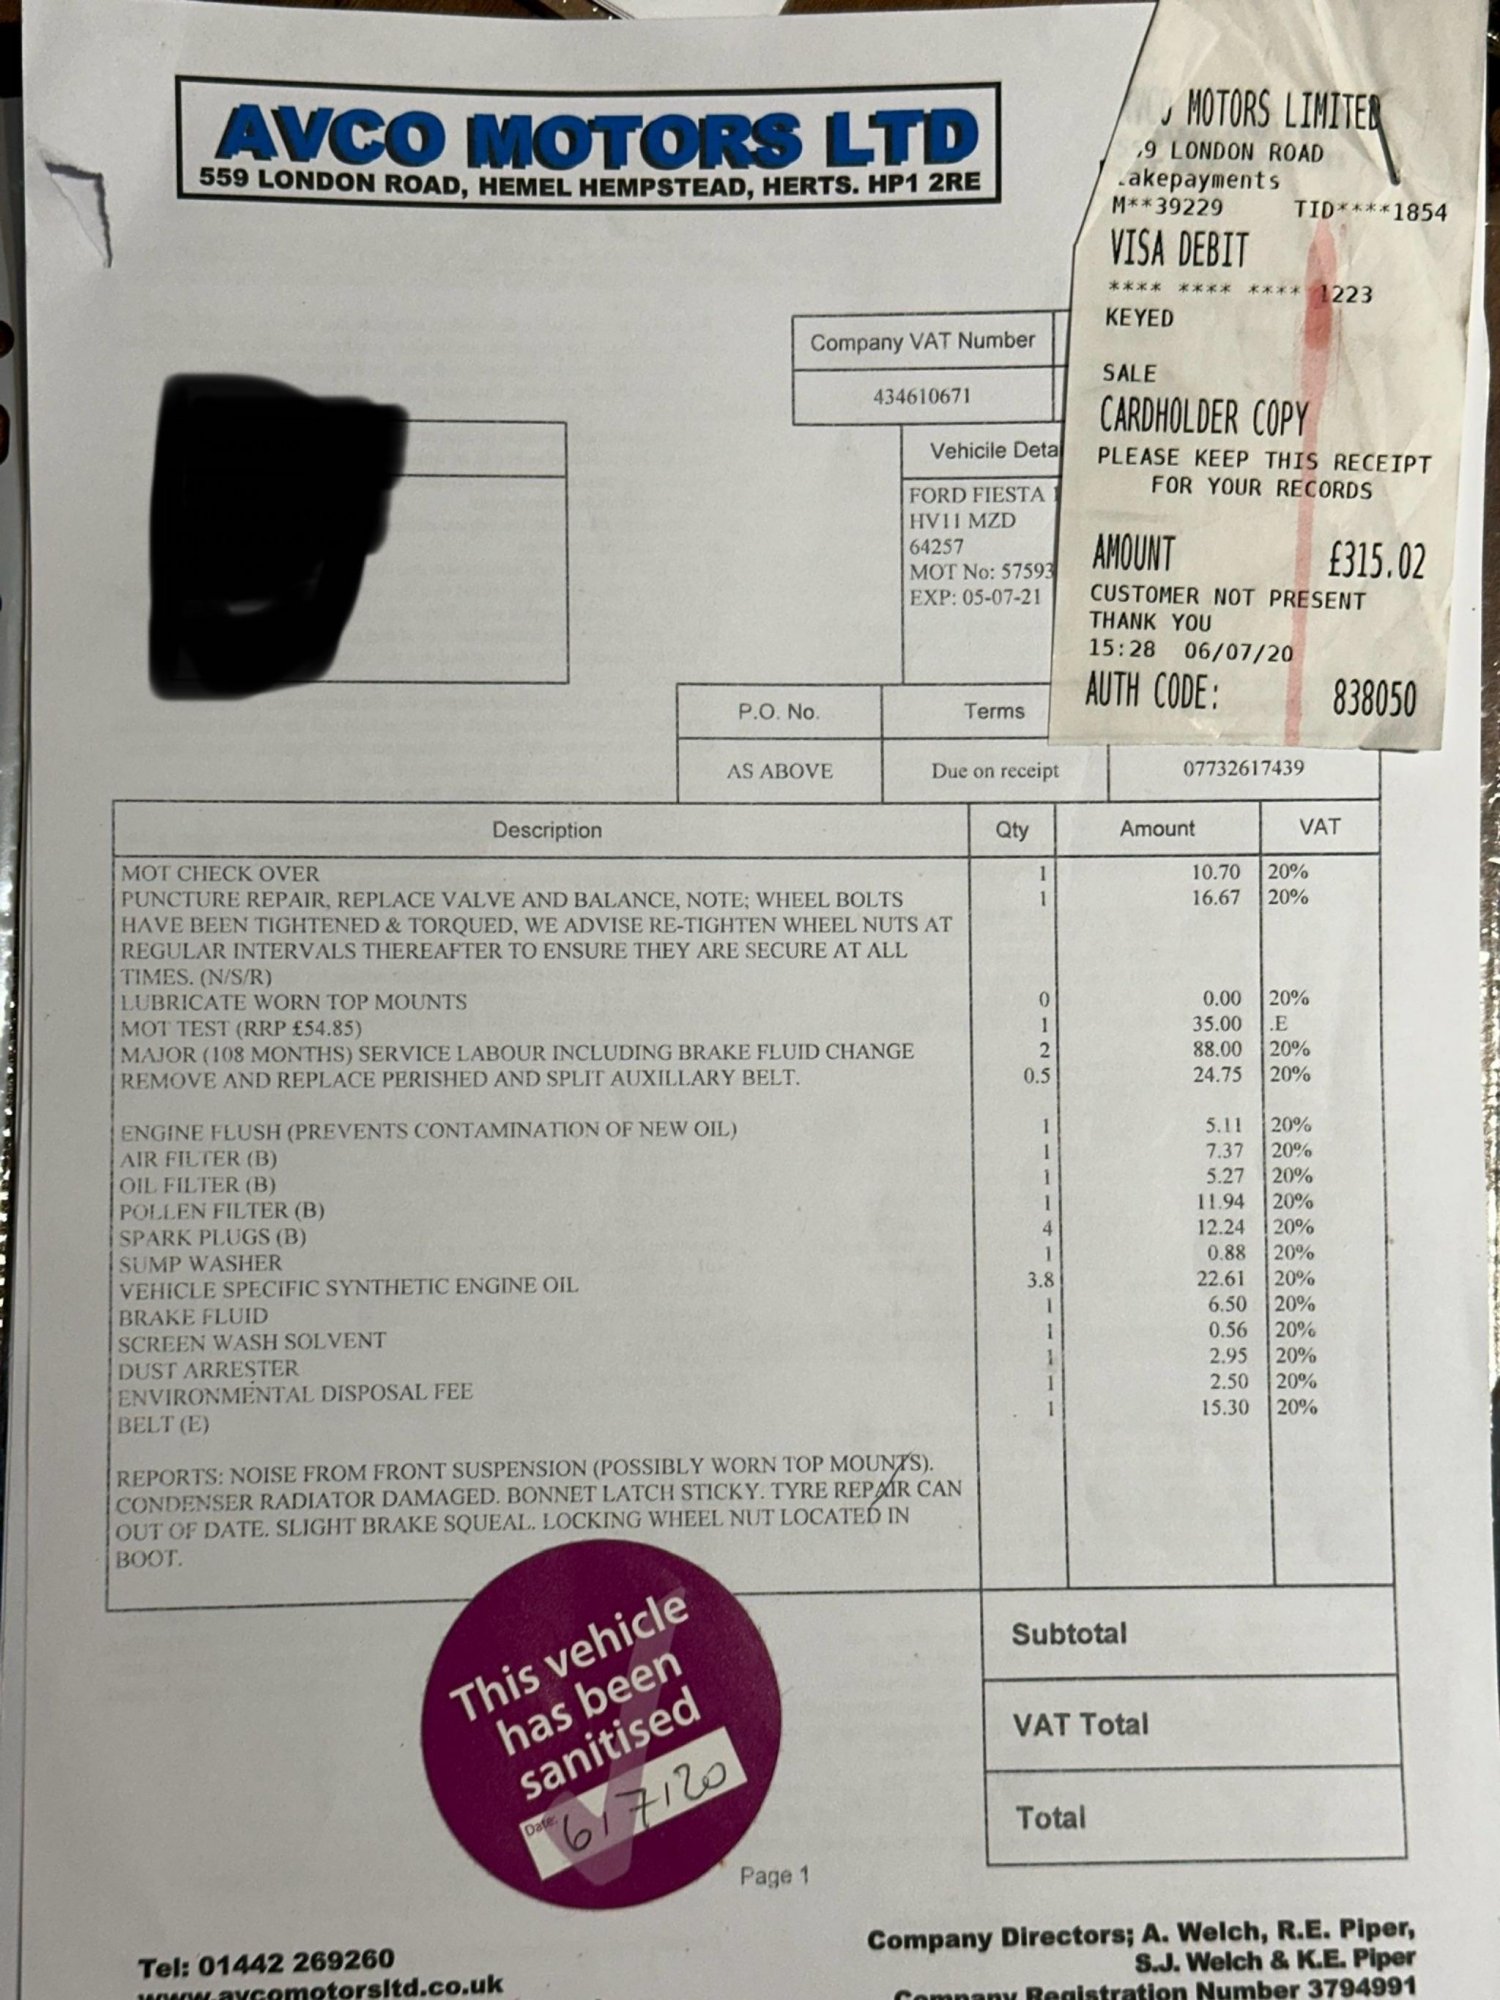 AVCO MOTORS LTD
559 LONDON ROAD, HEMEL HEMPSTEAD, HERTS. HP1 2RE
MOTORS LIMITED
LONDON ROAD
akepayments
M**39229 TID****1854
VISA DEBIT
**** **** **** 1223
KEYED
SALE
CARDHOLDER COPY
PLEASE KEEP THIS RECEIPT
FOR YOUR RECORDS
AMOUNT £315.02
CUSTOMER NOT PRESENT
THANK YOU
15:28 06/07/20
AUTH CODE: 838050
Company VAT Number
434610671
Vehicile Deta
FORD FIESTA 1
HV11 MZD
64257
MOT No: 57593
EXP: 05-07-21
P.O. No. Terms
AS ABOVE Due on receipt 07732617439
Description Qty Amount VAT
MOT CHECK OVER 1 10.70 20%
PUNCTURE REPAIR, REPLACE VALVE AND BALANCE, NOTE; WHEEL BOLTS 1 16.67 20%
HAVE BEEN TIGHTENED & TORQUED, WE ADVISE RE-TIGHTEN WHEEL NUTS AT
REGULAR INTERVALS THEREAFTER TO ENSURE THEY ARE SECURE AT ALL
TIMES. (N/S/R)
LUBRICATE WORN TOP MOUNTS 0 0.00 20%
MOT TEST (RRP £54.85) 1 35.00 .E
MAJOR (108 MONTHS) SERVICE LABOUR INCLUDING BRAKE FLUID CHANGE 2 88.00 20%
REMOVE AND REPLACE PERISHED AND SPLIT AUXILLARY BELT. 0.5 24.75 20%
ENGINE FLUSH (PREVENTS CONTAMINATION OF NEW OIL) 1 5.11 20%
AIR FILTER (B) 1 7.37 20%
OIL FILTER (B) 1 5.27 20%
POLLEN FILTER (B) 1 11.94 20%
SPARK PLUGS (B) 4 12.24 20%
SUMP WASHER 1 0.88 20%
VEHICLE SPECIFIC SYNTHETIC ENGINE OIL 3.8 22.61 20%
BRAKE FLUID 1 6.50 20%
SCREEN WASH SOLVENT 1 0.56 20%
DUST ARRESTER 1 2.95 20%
ENVIRONMENTAL DISPOSAL FEE 1 2.50 20%
BELT (E) 1 15.30 20%
REPORTS: NOISE FROM FRONT SUSPENSION (POSSIBLY WORN TOP MOUNTS).
CONDENSER RADIATOR DAMAGED. BONNET LATCH STICKY. TYRE REPAIR CAN
OUT OF DATE. SLIGHT BRAKE SQUEAL. LOCKING WHEEL NUT LOCATED IN
BOOT.
Subtotal
VAT Total
Total
This vehicle
has been
sanitised
Date: 6/7/20
Page 1
Tel: 01442 269260
www.avcomotorsltd.co.uk
Company Directors; A. Welch, R.E. Piper,
S.J. Welch & K.E. Piper
Company Registration Number 3794991